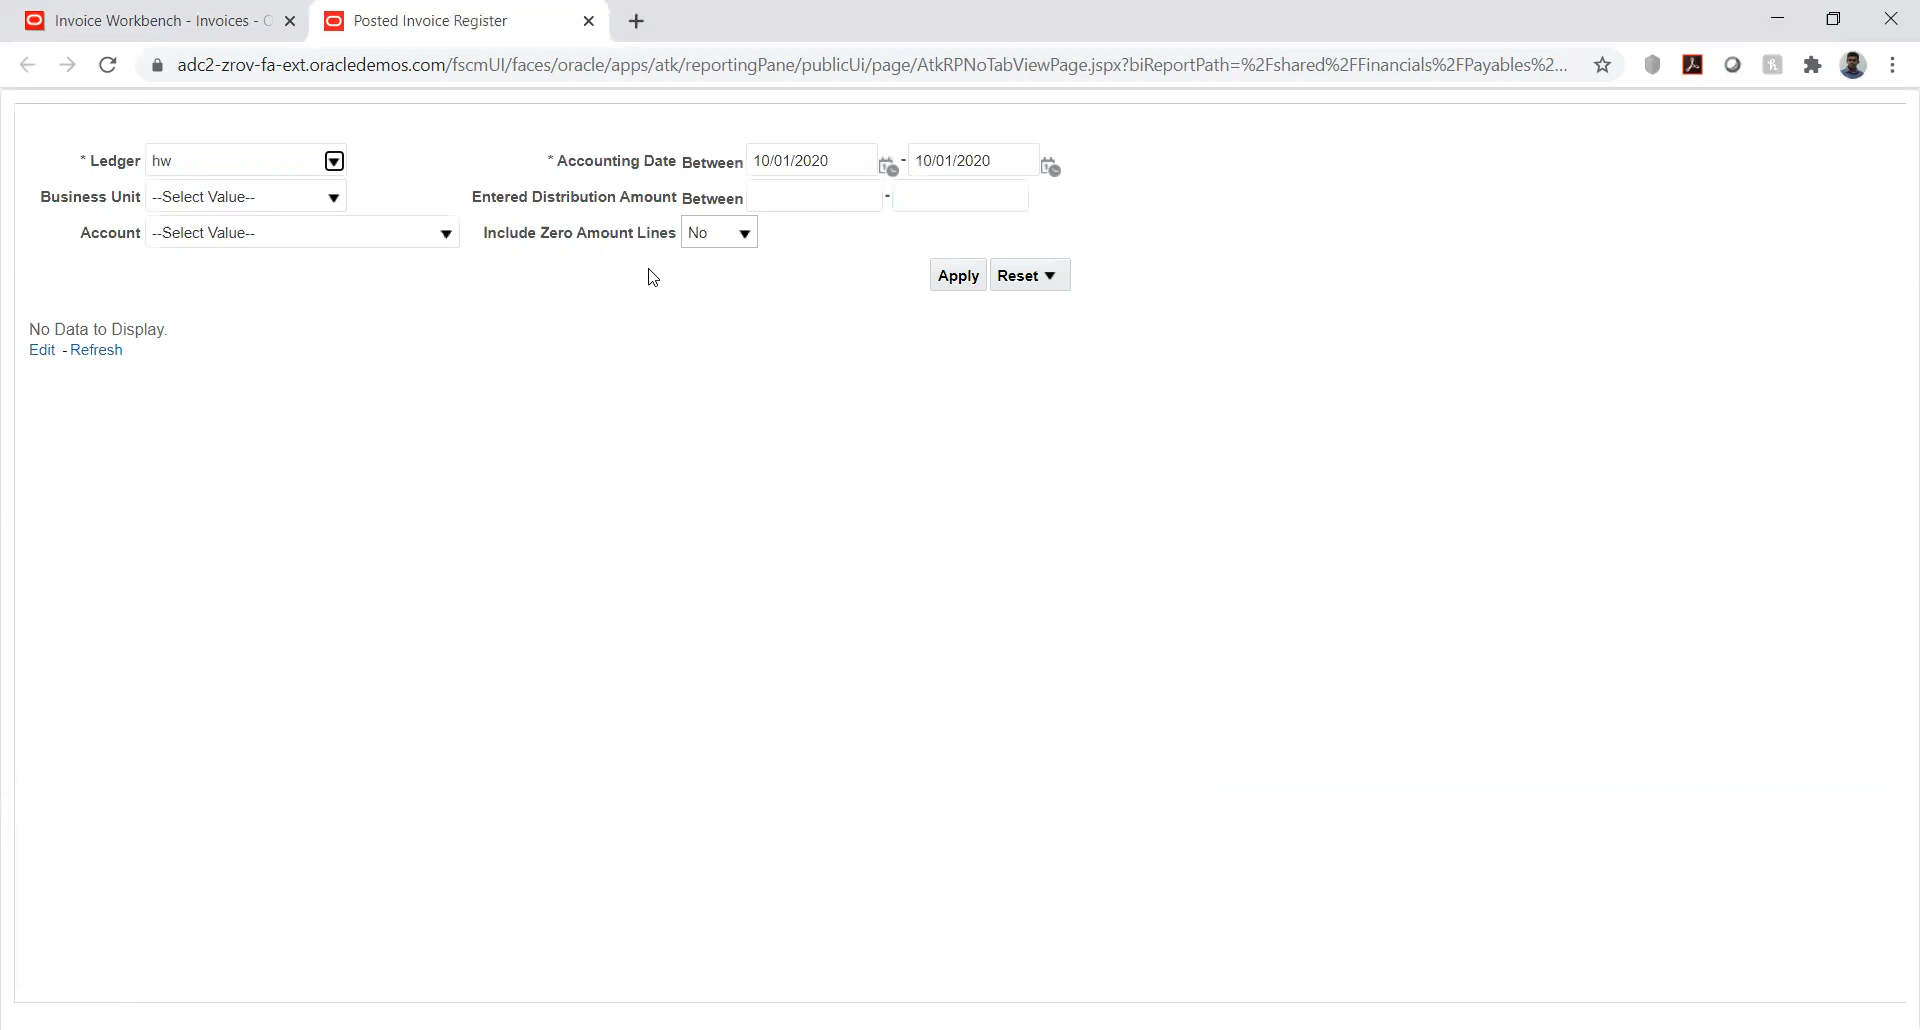 Invoice Workbench - Invoices -
Posted Invoice Register
adc2-zrov-fa-ext.oracledemos.com/fscmUI/faces/oracle/apps/atk/reportingPane/publicUi/page/AtkRPNoTabViewPage.jspx?biReportPath=%2Fshared%2FFinancials%2FPayables%2...
* Ledger hw * Accounting Date Between 10/01/2020 - 10/01/2020
Business Unit --Select Value-- Entered Distribution Amount Between -
Account --Select Value-- Include Zero Amount Lines No
Apply Reset
No Data to Display.
Edit - Refresh